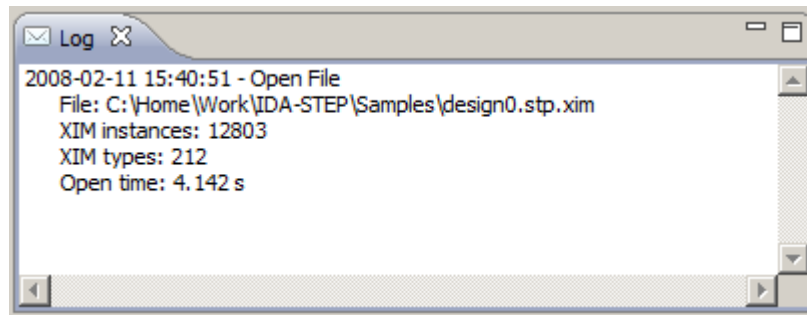 Log
2008-02-11 15:40:51 - Open File
File: C:\Home\Work\IDA-STEP\Samples\design0.stp.xim
XIM instances: 12803
XIM types: 212
Open time: 4.142 s